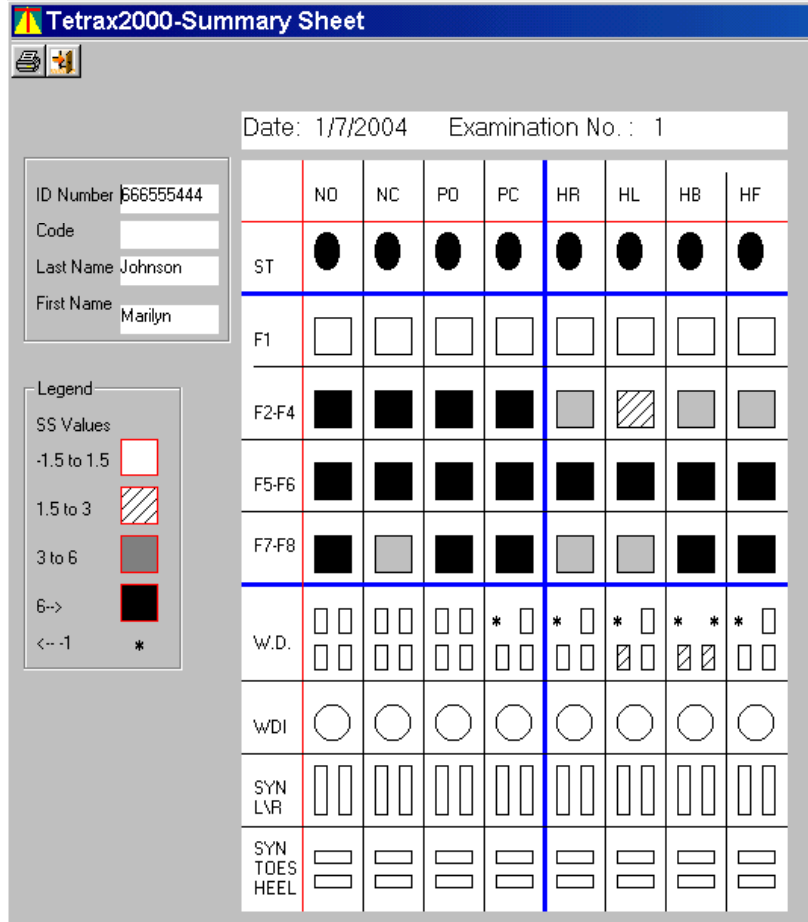 Tetrax2000-Summary Sheet
Date: 1/7/2004 Examination No. : 1
ID Number 666555444
Code
Last Name Johnson
First Name Marilyn
Legend
SS Values
-1.5 to 1.5
1.5 to 3
3 to 6
6-->
<-- -1 *
NO NC PO PC HR HL HB HF
ST
F1
F2-F4
F5-F6
F7-F8
W.D. * * * * * *
WDI
SYN
L\R
SYN
TOES
HEEL